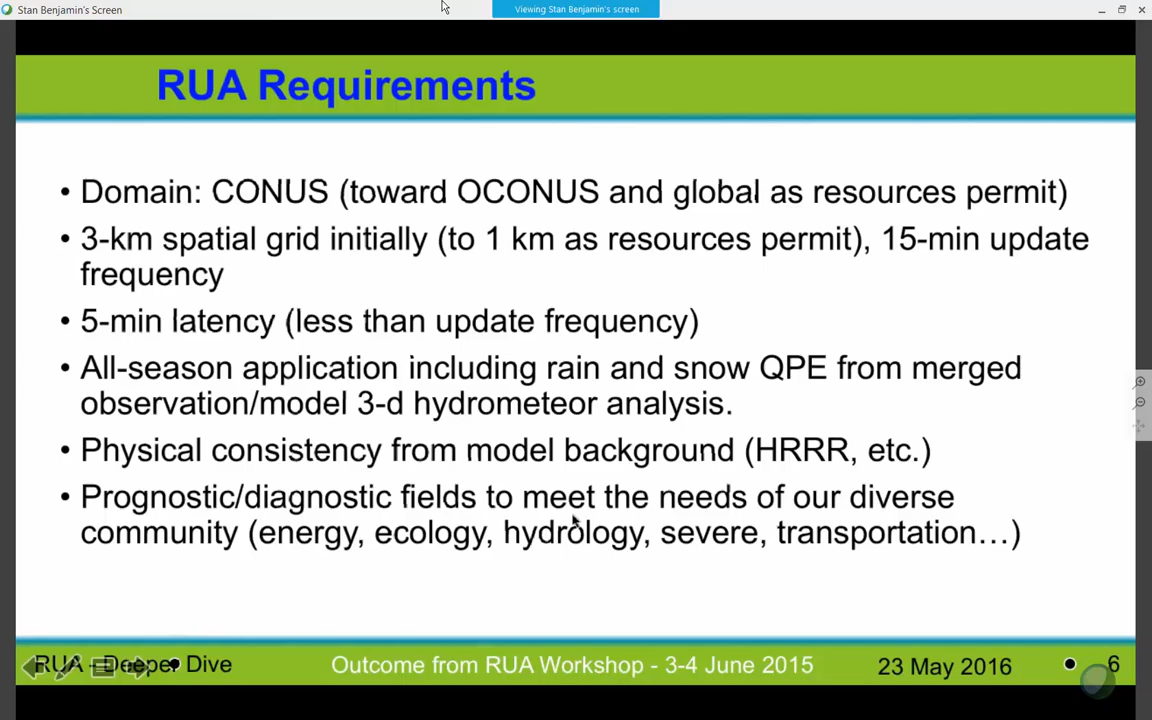 Stan Benjamin's Screen
Viewing Stan Benjamin's screen
RUA Requirements
• Domain: CONUS (toward OCONUS and global as resources permit)
• 3-km spatial grid initially (to 1 km as resources permit), 15-min update
frequency
• 5-min latency (less than update frequency)
• All-season application including rain and snow QPE from merged
observation/model 3-d hydrometeor analysis.
• Physical consistency from model background (HRRR, etc.)
• Prognostic/diagnostic fields to meet the needs of our diverse
community (energy, ecology, hydrology, severe, transportation…)
RUA - Deeper Dive
Outcome from RUA Workshop - 3-4 June 2015
23 May 2016
6